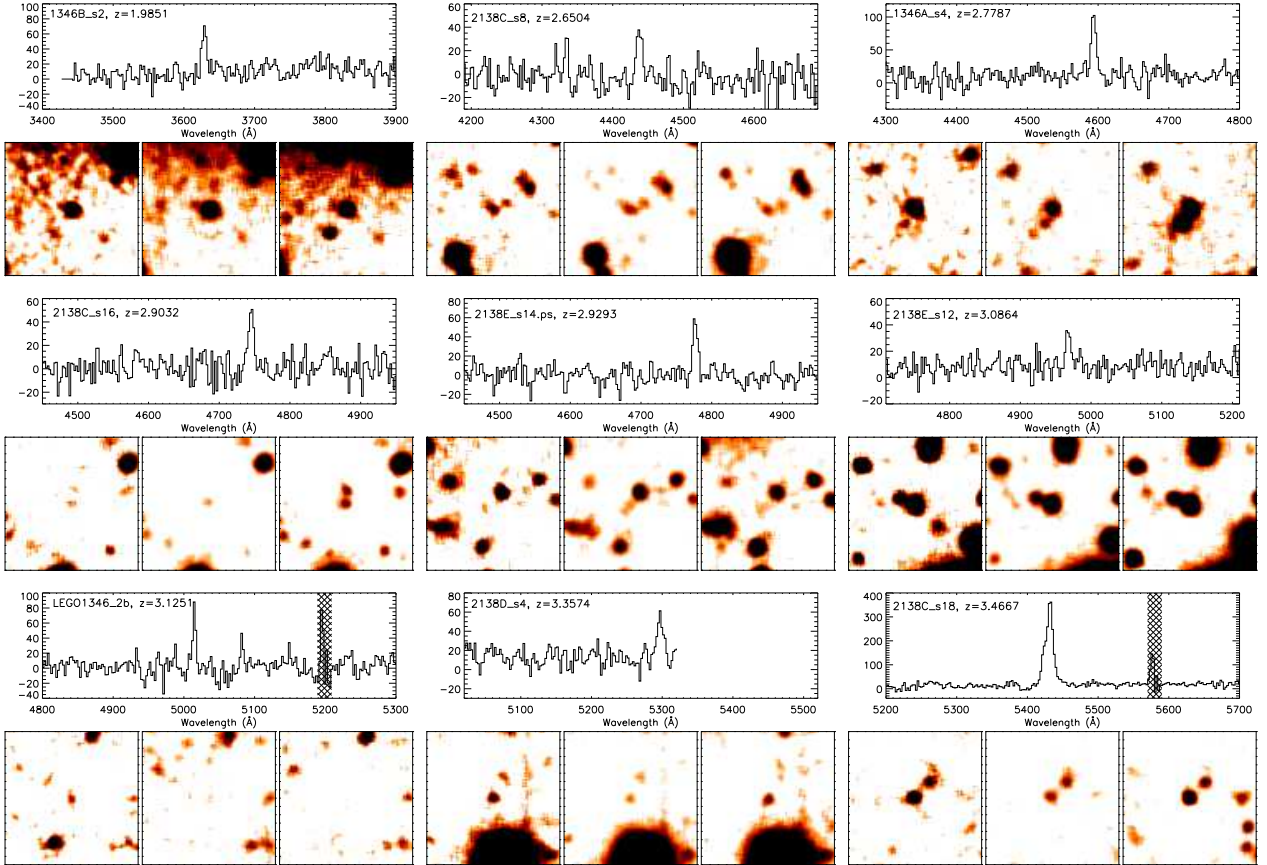 1346B_s2, z=1.9851
100
80
60
40
20
0
−20
−40
3400 3500 3600 3700 3800 3900
Wavelength (Å)
2138C_s8, z=2.6504
60
40
20
0
−20
4200 4300 4400 4500 4600
Wavelength (Å)
1346A_s4, z=2.7787
100
50
0
4300 4400 4500 4600 4700 4800
Wavelength (Å)
2138C_s16, z=2.9032
60
40
20
0
−20
4500 4600 4700 4800 4900
Wavelength (Å)
2138E_s14.ps, z=2.9293
80
60
40
20
0
−20
4500 4600 4700 4800 4900
Wavelength (Å)
2138E_s12, z=3.0864
60
40
20
0
−20
4800 4900 5000 5100 5200
Wavelength (Å)
LEGO1346_2b, z=3.1251
100
80
60
40
20
0
−20
−40
4800 4900 5000 5100 5200 5300
Wavelength (Å)
2138D_s4, z=3.3574
80
60
40
20
0
−20
5100 5200 5300 5400 5500
Wavelength (Å)
2138C_s18, z=3.4667
400
300
200
100
0
5200 5300 5400 5500 5600 5700
Wavelength (Å)